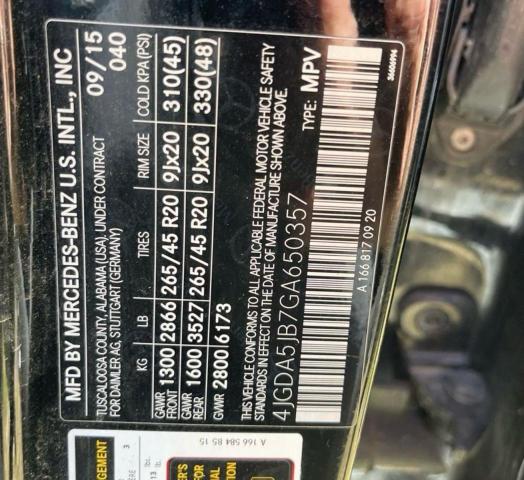 MFD BY MERCEDES-BENZ U.S. INTL., INC
TUSCALOOSA COUNTY, ALABAMA (USA) UNDER CONTRACT
FOR DAIMLER AG, STUTTGART (GERMANY)
09/15
040
KG LB TIRES RIM SIZE COLD KPA (PSI)
GAWR FRONT 1300 2866 265/45 R20 9Jx20 310(45)
GAWR REAR 1600 3527 265/45 R20 9Jx20 330(48)
GVWR 2800 6173
THIS VEHICLE CONFORMS TO ALL APPLICABLE FEDERAL MOTOR VEHICLE SAFETY
STANDARDS IN EFFECT ON THE DATE OF MANUFACTURE SHOWN ABOVE.
4JGDA5JB7GA650357 TYPE: MPV
A 166 817 09 20
36606994
A 166 584 85 15